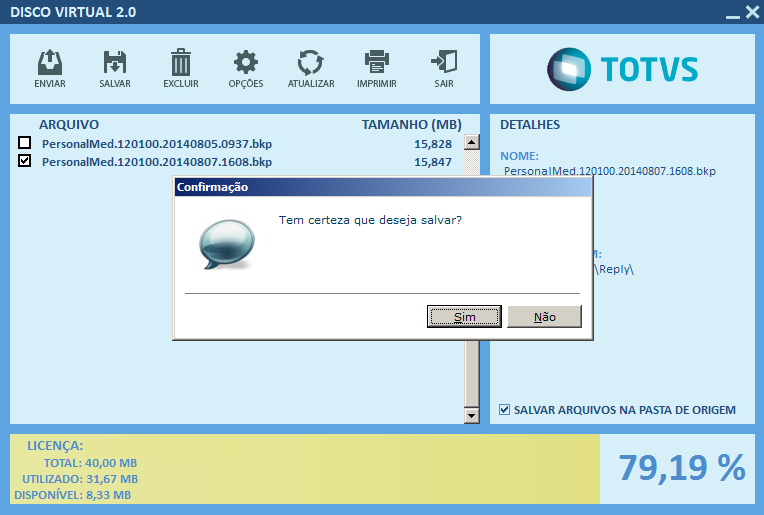 DISCO VIRTUAL 2.0
ENVIAR
SALVAR
EXCLUIR
OPÇÕES
ATUALIZAR
IMPRIMIR
SAIR
TOTVS
ARQUIVO TAMANHO (MB)
PersonalMed.120100.20140805.0937.bkp 15,828
PersonalMed.120100.20140807.1608.bkp 15,847
DETALHES
NOME:
PersonalMed.120100.20140807.1608.bkp
M:
\Reply\
Confirmação
Tem certeza que deseja salvar?
Sim
Não
SALVAR ARQUIVOS NA PASTA DE ORIGEM
LICENÇA:
TOTAL: 40,00 MB
UTILIZADO: 31,67 MB
DISPONÍVEL: 8,33 MB
79,19 %